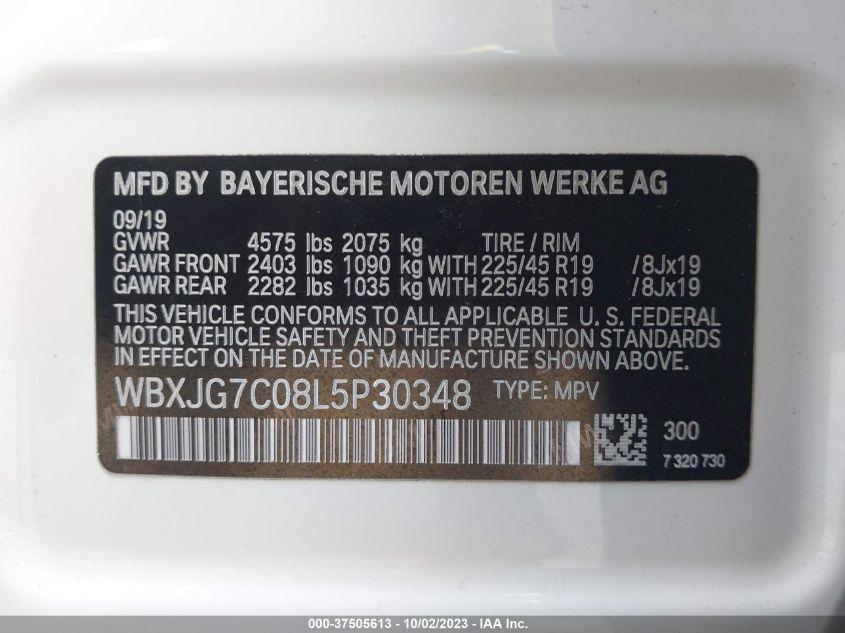 MFD BY BAYERISCHE MOTOREN WERKE AG
09/19
GVWR 4575 lbs 2075 kg TIRE / RIM
GAWR FRONT 2403 lbs 1090 kg WITH 225/45 R19 /8Jx19
GAWR REAR 2282 lbs 1035 kg WITH 225/45 R19 /8Jx19
THIS VEHICLE CONFORMS TO ALL APPLICABLE U. S. FEDERAL
MOTOR VEHICLE SAFETY AND THEFT PREVENTION STANDARDS
IN EFFECT ON THE DATE OF MANUFACTURE SHOWN ABOVE.
WBXJG7C08L5P30348 TYPE: MPV
300
7 320 730
000-37505613 - 10/02/2023 - IAA Inc.